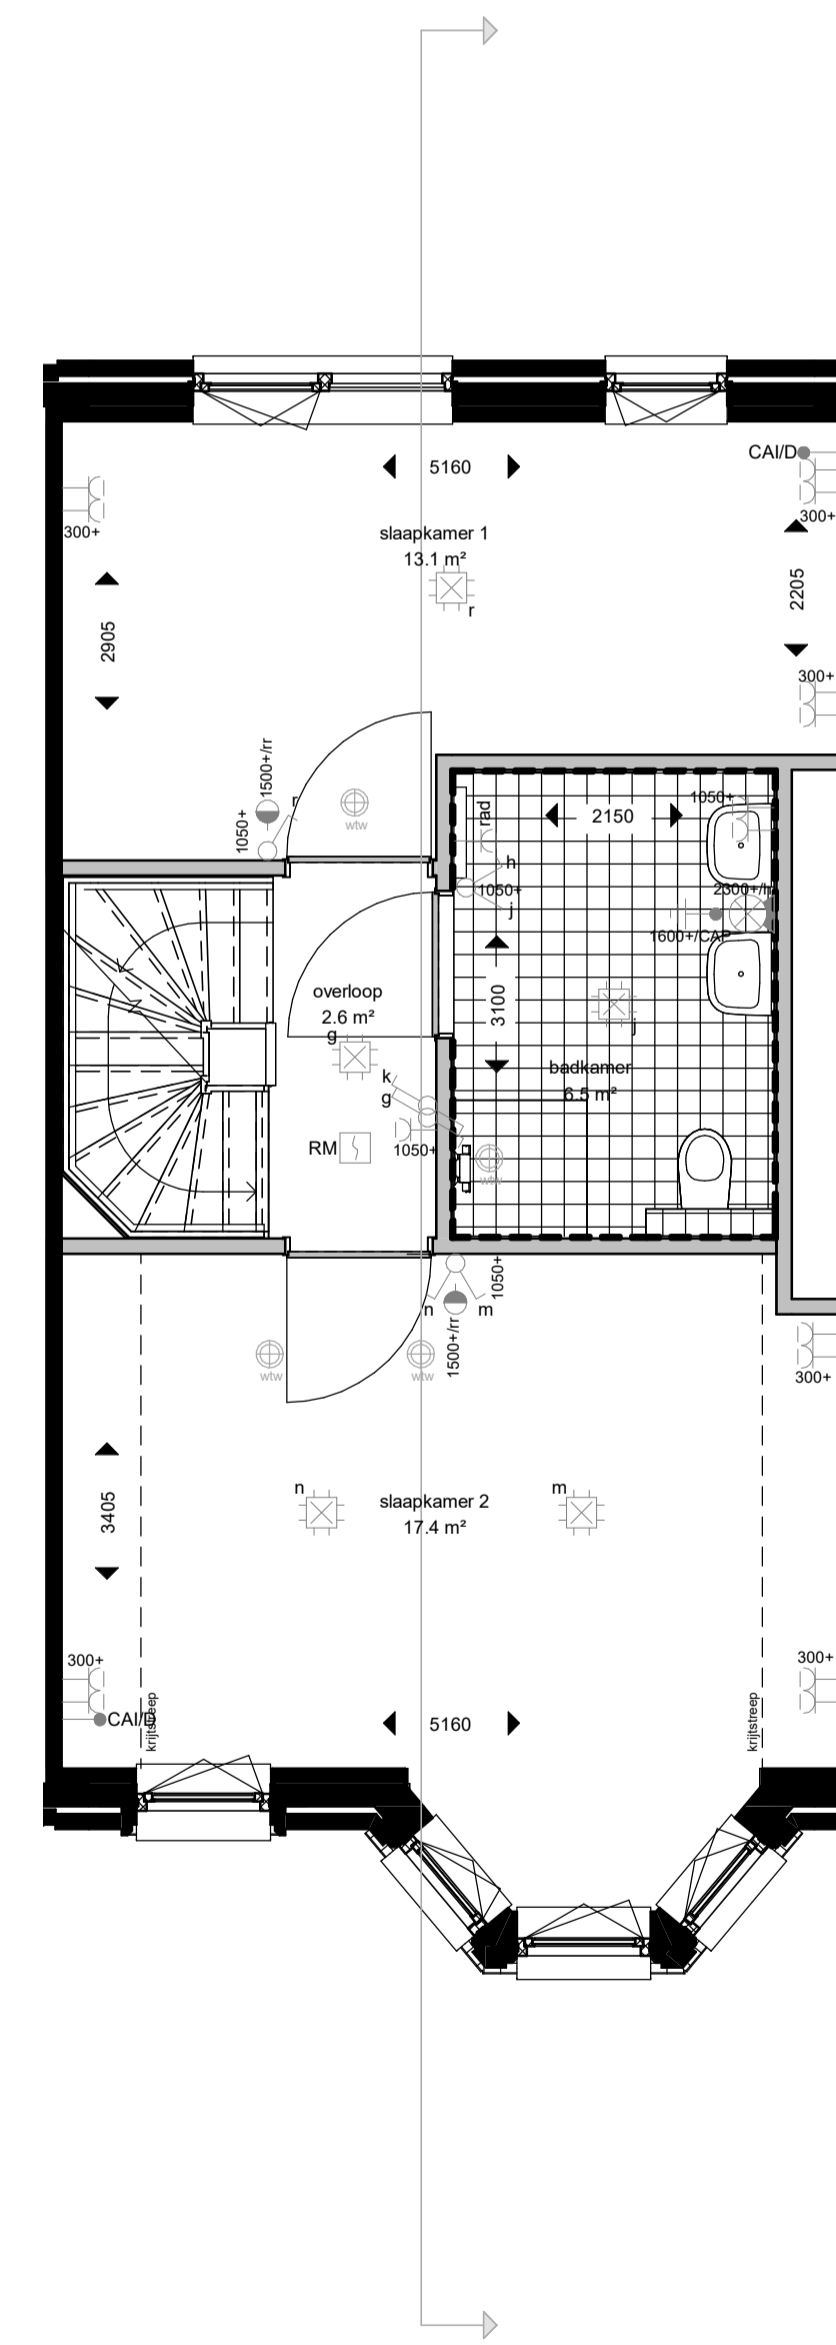 5160
CAI/D
300+
300+
slaapkamer 1
13.1 m²
r
2905
2205
300+
1500+/rr
1050+
r
wtw
rad
2150
1050+
h
1050+
j
2300+/h
1600+/CAP
overloop
2.6 m²
g
3100
j
badkamer
6.5 m²
k
g
RM
1050+
wtw
1050+
n
m
1500+/rr
wtw
wtw
300+
3405
n
m
slaapkamer 2
17.4 m²
300+
300+
CAI/D
krijtstreep
5160
krijtstreep